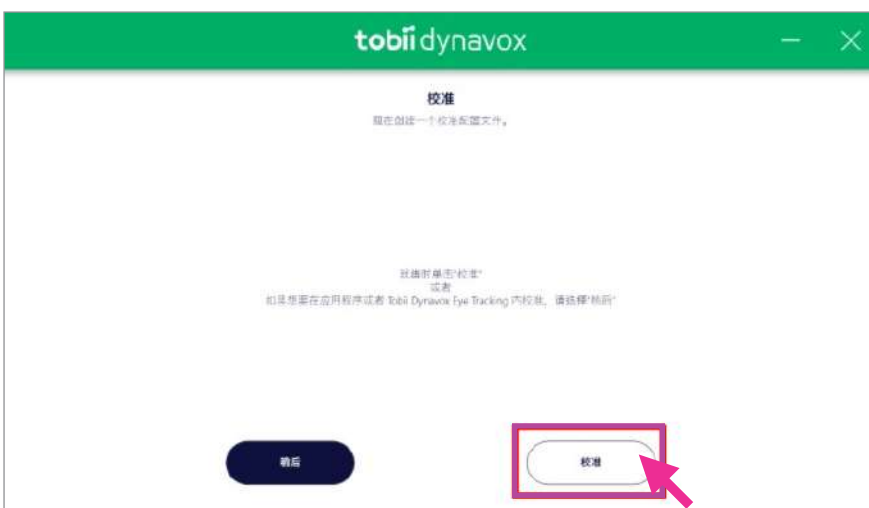 tobii dynavox
校准
现在创建一个校准配置文件。
就绪时单击"校准"
或者
如果想要在应用程序或者 Tobii Dynavox Eye Tracking 内校准，请选择"稍后"
稍后
校准